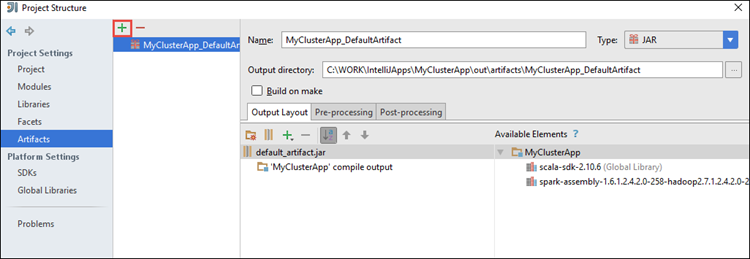 Project Structure
Project Settings
Project
Modules
Libraries
Facets
Artifacts
Platform Settings
SDKs
Global Libraries
Problems
MyClusterApp_DefaultArt
Name: MyClusterApp_DefaultArtifact
Type: JAR
Output directory: C:\WORK\IntelliJApps\MyClusterApp\out\artifacts\MyClusterApp_DefaultArtifact
Build on make
Output Layout Pre-processing Post-processing
Available Elements ?
default_artifact.jar
'MyClusterApp' compile output
MyClusterApp
scala-sdk-2.10.6 (Global Library)
spark-assembly-1.6.1.2.4.2.0-258-hadoop2.7.1.2.4.2.0-2